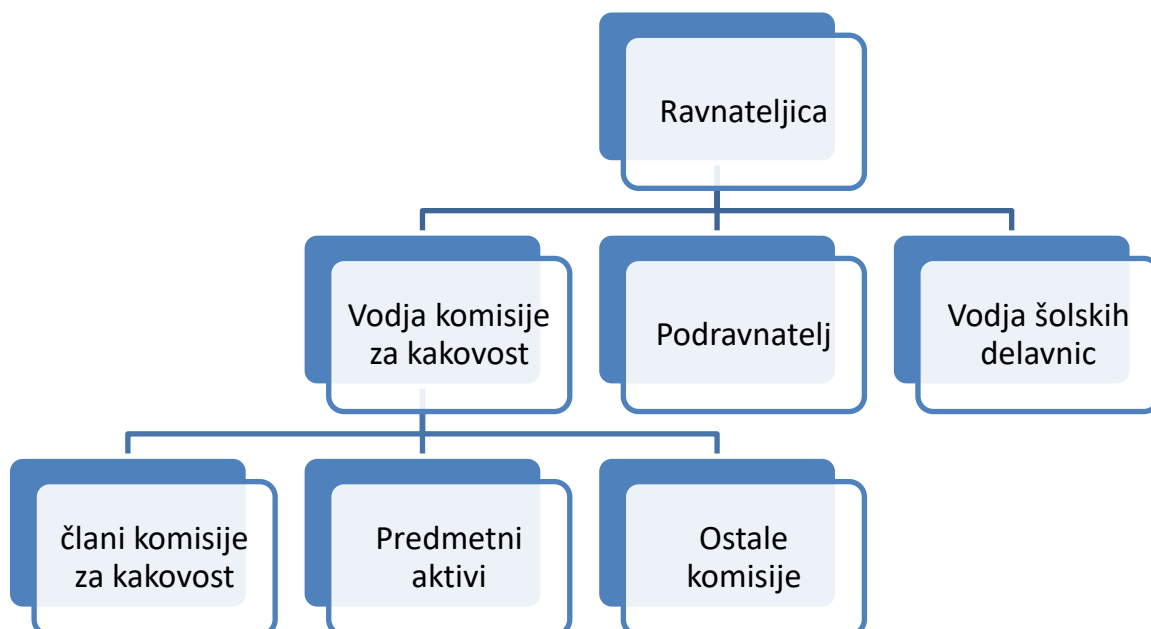 Ravnateljica
Vodja komisije
za kakovost
Podravnatelj
Vodja šolskih
delavnic
člani komisije
za kakovost
Predmetni
aktivi
Ostale
komisije